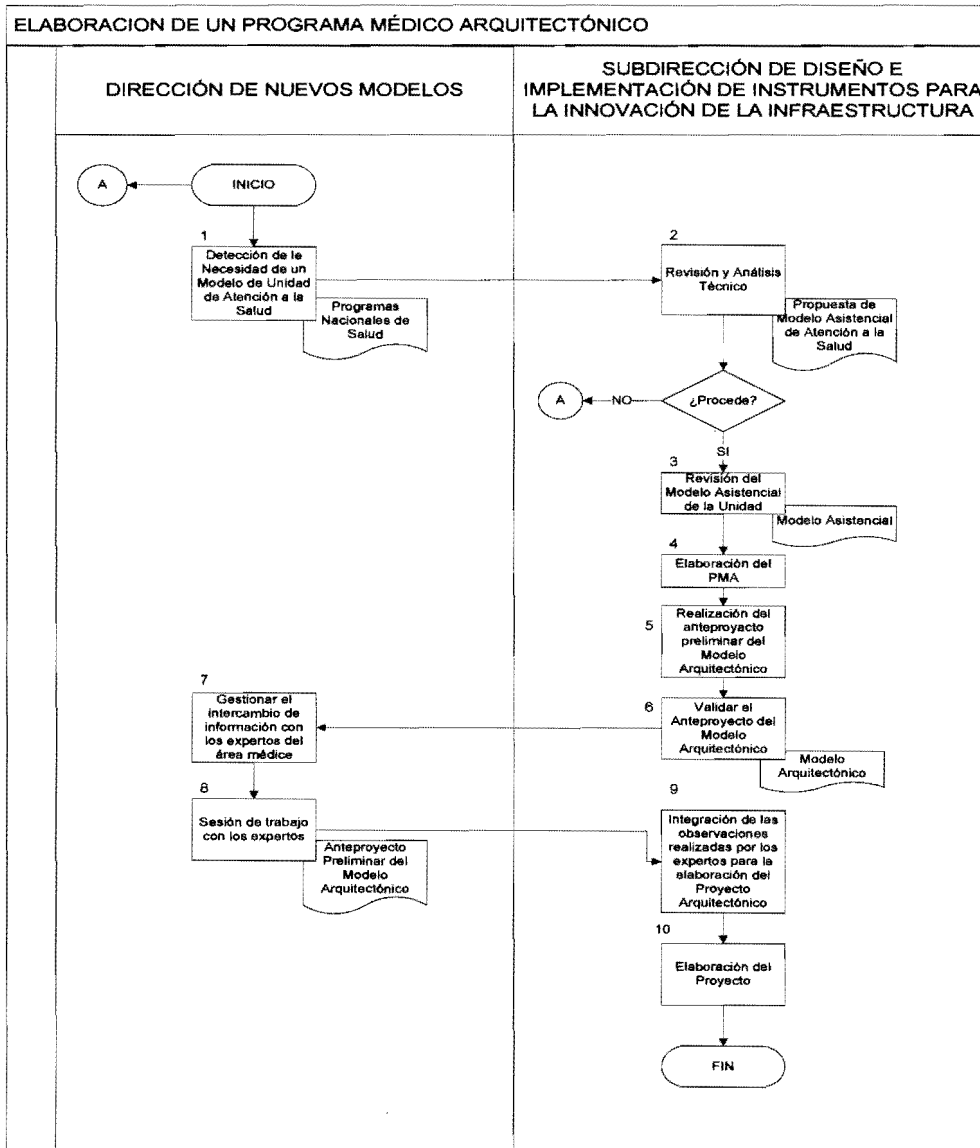 ELABORACION DE UN PROGRAMA MÉDICO ARQUITECTÓNICO
DIRECCIÓN DE NUEVOS MODELOS
SUBDIRECCIÓN DE DISEÑO E
IMPLEMENTACIÓN DE INSTRUMENTOS PARA
LA INNOVACIÓN DE LA INFRAESTRUCTURA
A
INICIO
1
Detección de le
Necesidad de un
Modelo de Unidad
de Atención a la
Salud
Programas
Nacionales de
Salud
2
Revisión y Análisis
Técnico
Propuesta de
Modelo Asistencial
de Atención a la
Salud
A
NO
¿Procede?
SI
3
Revisión del
Modelo Asistencial
de la Unidad
Modelo Asistencial
4
Elaboración del
PMA
5
Realización del
anteproyacto
preliminar del
Modelo
Arquitectónico
6
Validar el
Anteproyecto del
Modelo
Arquitectónico
Modelo
Arquitectónico
7
Gestionar el
intercambio de
información con
los expertos del
área médice
8
Sesión de trabajo
con los expertos
Anteproyecto
Preliminar del
Modelo
Arquitectónico
9
Integración de las
observaciones
realizadas por los
expertos para la
elaboración del
Proyecto
Arquitectónico
10
Elaboración del
Proyecto
FIN